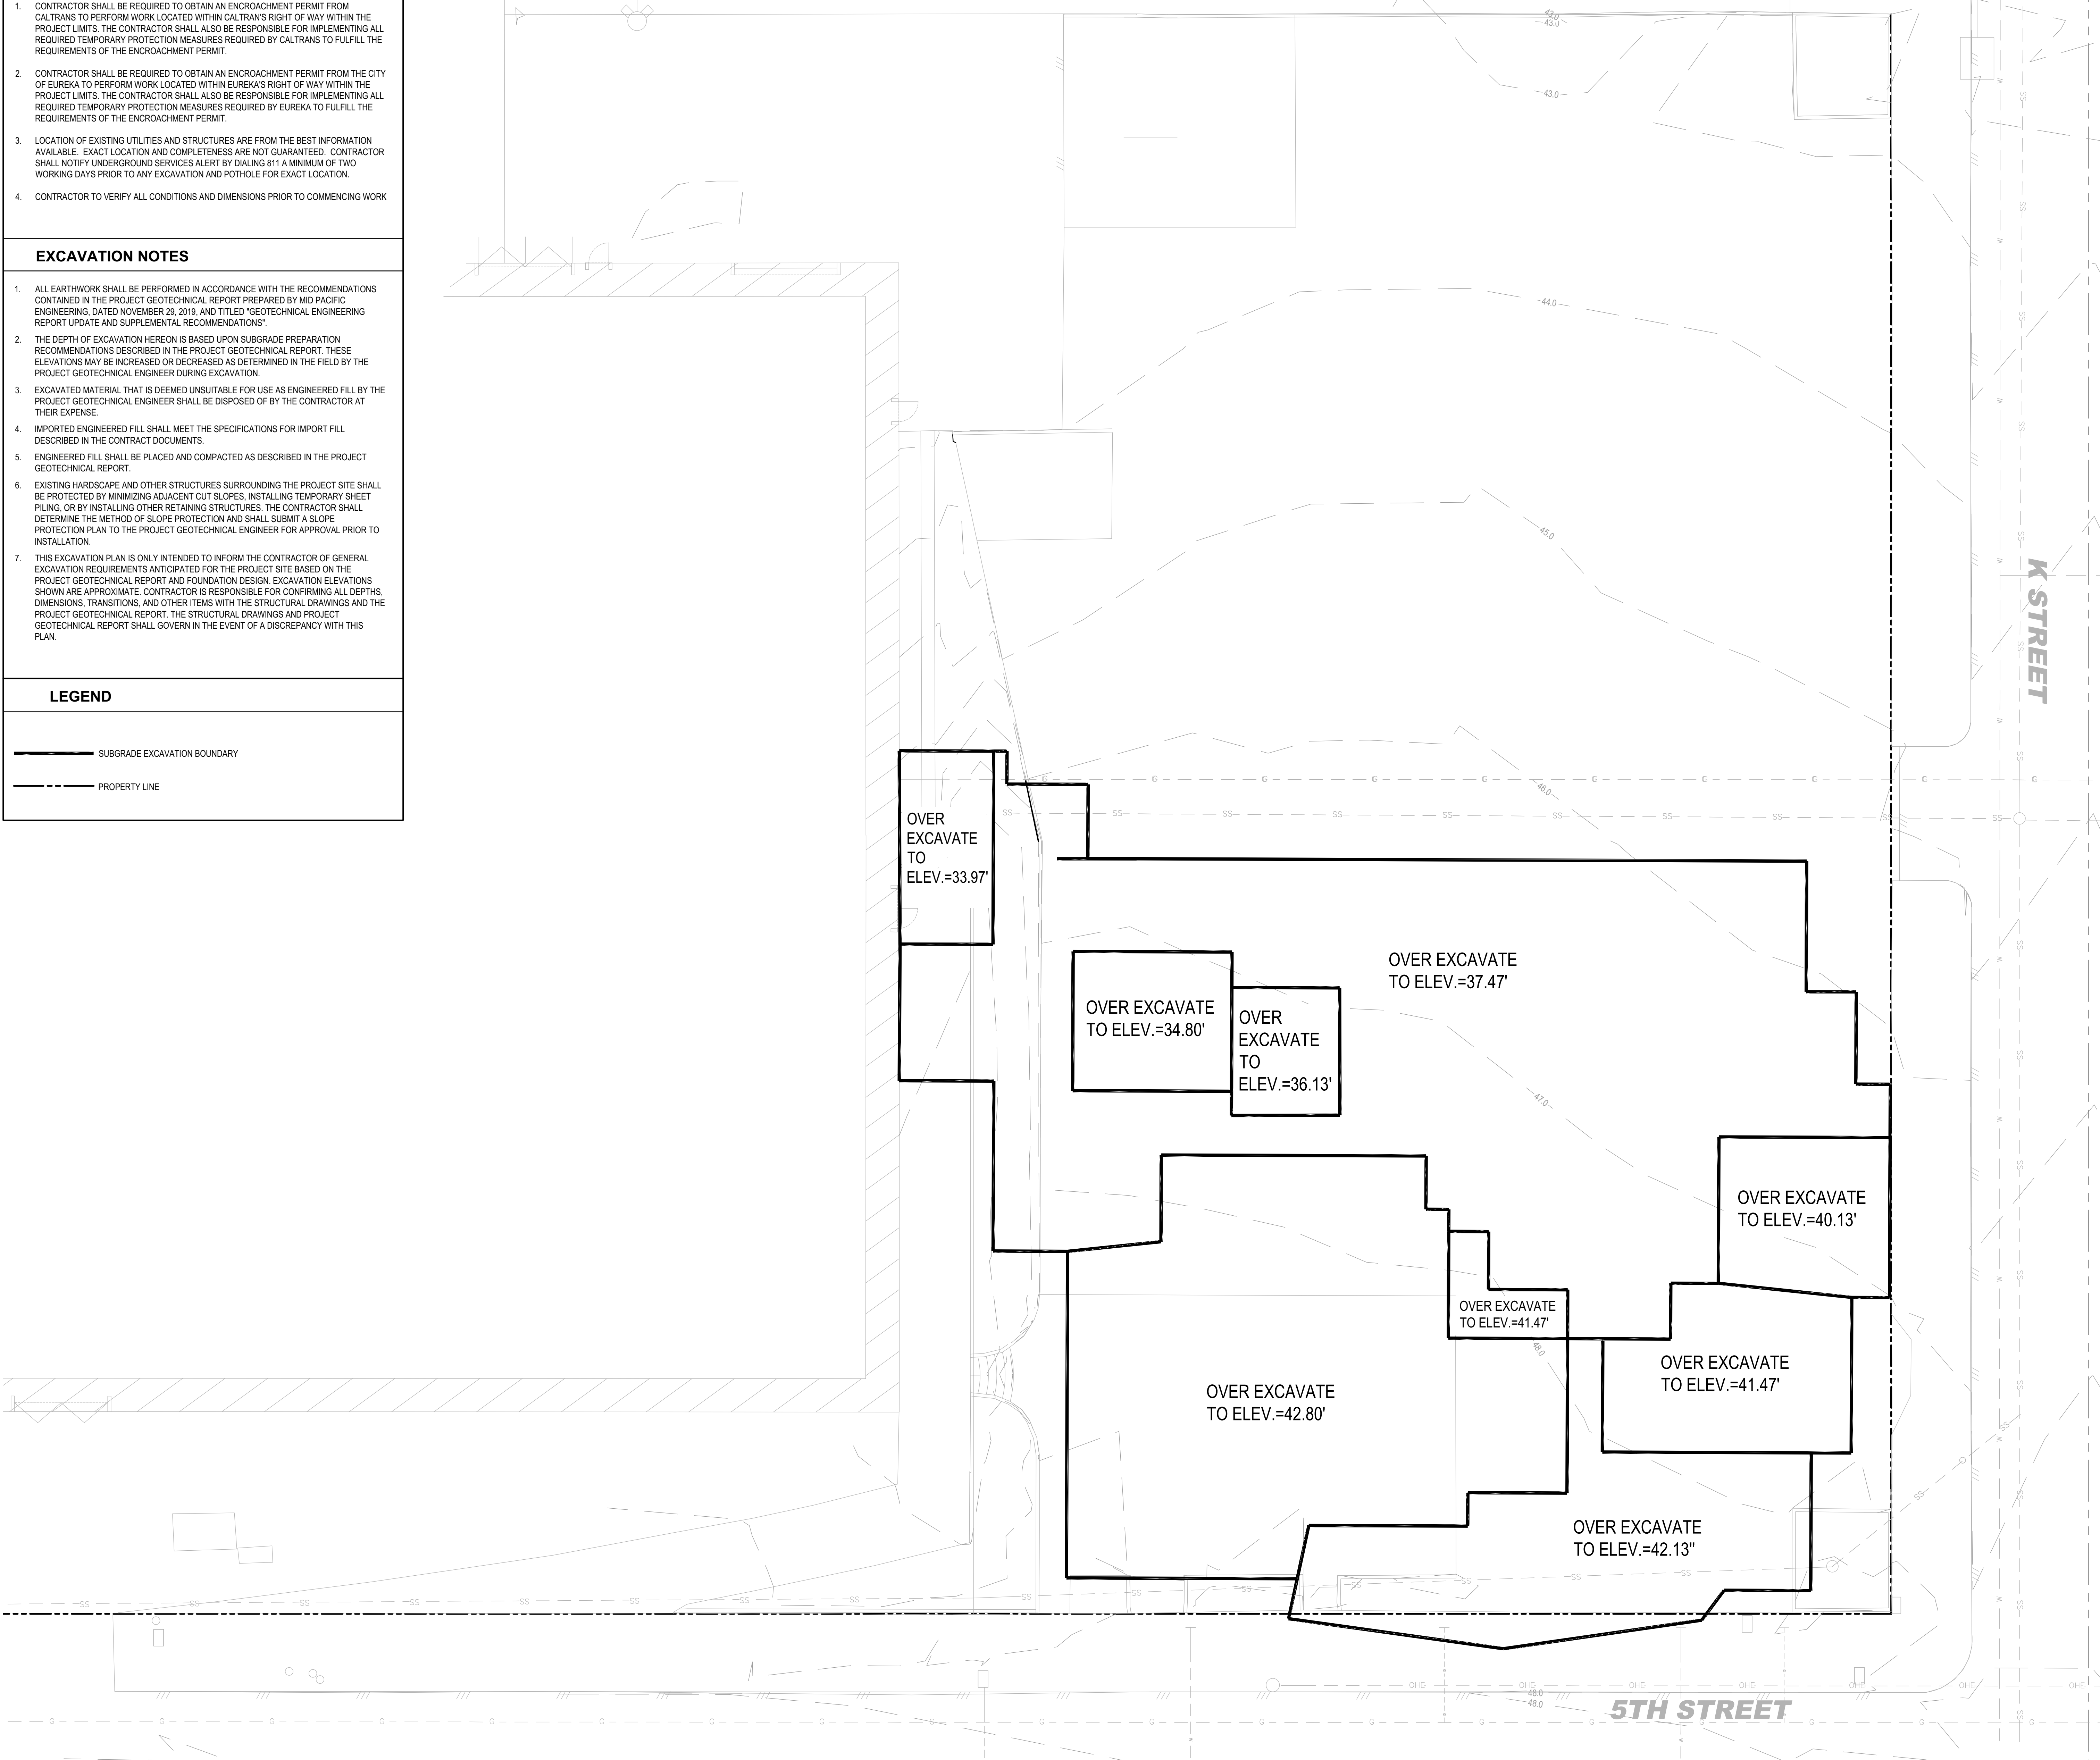 1. CONTRACTOR SHALL BE REQUIRED TO OBTAIN AN ENCROACHMENT PERMIT FROM
CALTRANS TO PERFORM WORK LOCATED WITHIN CALTRAN'S RIGHT OF WAY WITHIN THE
PROJECT LIMITS. THE CONTRACTOR SHALL ALSO BE RESPONSIBLE FOR IMPLEMENTING ALL
REQUIRED TEMPORARY PROTECTION MEASURES REQUIRED BY CALTRANS TO FULFILL THE
REQUIREMENTS OF THE ENCROACHMENT PERMIT.
2. CONTRACTOR SHALL BE REQUIRED TO OBTAIN AN ENCROACHMENT PERMIT FROM THE CITY
OF EUREKA TO PERFORM WORK LOCATED WITHIN EUREKA'S RIGHT OF WAY WITHIN THE
PROJECT LIMITS. THE CONTRACTOR SHALL ALSO BE RESPONSIBLE FOR IMPLEMENTING ALL
REQUIRED TEMPORARY PROTECTION MEASURES REQUIRED BY EUREKA TO FULFILL THE
REQUIREMENTS OF THE ENCROACHMENT PERMIT.
3. LOCATION OF EXISTING UTILITIES AND STRUCTURES ARE FROM THE BEST INFORMATION
AVAILABLE. EXACT LOCATION AND COMPLETENESS ARE NOT GUARANTEED. CONTRACTOR
SHALL NOTIFY UNDERGROUND SERVICES ALERT BY DIALING 811 A MINIMUM OF TWO
WORKING DAYS PRIOR TO ANY EXCAVATION AND POTHOLE FOR EXACT LOCATION.
4. CONTRACTOR TO VERIFY ALL CONDITIONS AND DIMENSIONS PRIOR TO COMMENCING WORK
EXCAVATION NOTES
1. ALL EARTHWORK SHALL BE PERFORMED IN ACCORDANCE WITH THE RECOMMENDATIONS
CONTAINED IN THE PROJECT GEOTECHNICAL REPORT PREPARED BY MID PACIFIC
ENGINEERING, DATED NOVEMBER 29, 2019, AND TITLED "GEOTECHNICAL ENGINEERING
REPORT UPDATE AND SUPPLEMENTAL RECOMMENDATIONS".
2. THE DEPTH OF EXCAVATION HEREON IS BASED UPON SUBGRADE PREPARATION
RECOMMENDATIONS DESCRIBED IN THE PROJECT GEOTECHNICAL REPORT. THESE
ELEVATIONS MAY BE INCREASED OR DECREASED AS DETERMINED IN THE FIELD BY THE
PROJECT GEOTECHNICAL ENGINEER DURING EXCAVATION.
3. EXCAVATED MATERIAL THAT IS DEEMED UNSUITABLE FOR USE AS ENGINEERED FILL BY THE
PROJECT GEOTECHNICAL ENGINEER SHALL BE DISPOSED OF BY THE CONTRACTOR AT
THEIR EXPENSE.
4. IMPORTED ENGINEERED FILL SHALL MEET THE SPECIFICATIONS FOR IMPORT FILL
DESCRIBED IN THE CONTRACT DOCUMENTS.
5. ENGINEERED FILL SHALL BE PLACED AND COMPACTED AS DESCRIBED IN THE PROJECT
GEOTECHNICAL REPORT.
6. EXISTING HARDSCAPE AND OTHER STRUCTURES SURROUNDING THE PROJECT SITE SHALL
BE PROTECTED BY MINIMIZING ADJACENT CUT SLOPES, INSTALLING TEMPORARY SHEET
PILING, OR BY INSTALLING OTHER RETAINING STRUCTURES. THE CONTRACTOR SHALL
DETERMINE THE METHOD OF SLOPE PROTECTION AND SHALL SUBMIT A SLOPE
PROTECTION PLAN TO THE PROJECT GEOTECHNICAL ENGINEER FOR APPROVAL PRIOR TO
INSTALLATION.
7. THIS EXCAVATION PLAN IS ONLY INTENDED TO INFORM THE CONTRACTOR OF GENERAL
EXCAVATION REQUIREMENTS ANTICIPATED FOR THE PROJECT SITE BASED ON THE
PROJECT GEOTECHNICAL REPORT AND FOUNDATION DESIGN. EXCAVATION ELEVATIONS
SHOWN ARE APPROXIMATE. CONTRACTOR IS RESPONSIBLE FOR CONFIRMING ALL DEPTHS,
DIMENSIONS, TRANSITIONS, AND OTHER ITEMS WITH THE STRUCTURAL DRAWINGS AND THE
PROJECT GEOTECHNICAL REPORT. THE STRUCTURAL DRAWINGS AND PROJECT
GEOTECHNICAL REPORT SHALL GOVERN IN THE EVENT OF A DISCREPANCY WITH THIS
PLAN.
LEGEND
SUBGRADE EXCAVATION BOUNDARY
PROPERTY LINE
43.0
43.0
44.0
45.0
46.0
47.0
48.0
48.0
48.0
K STREET
OVER
EXCAVATE
TO
ELEV.=33.97'
OVER EXCAVATE
TO ELEV.=37.47'
OVER EXCAVATE
TO ELEV.=34.80'
OVER
EXCAVATE
TO
ELEV.=36.13'
OVER EXCAVATE
TO ELEV.=40.13'
OVER EXCAVATE
TO ELEV.=41.47'
OVER EXCAVATE
TO ELEV.=41.47'
OVER EXCAVATE
TO ELEV.=42.80'
OVER EXCAVATE
TO ELEV.=42.13"
5TH STREET